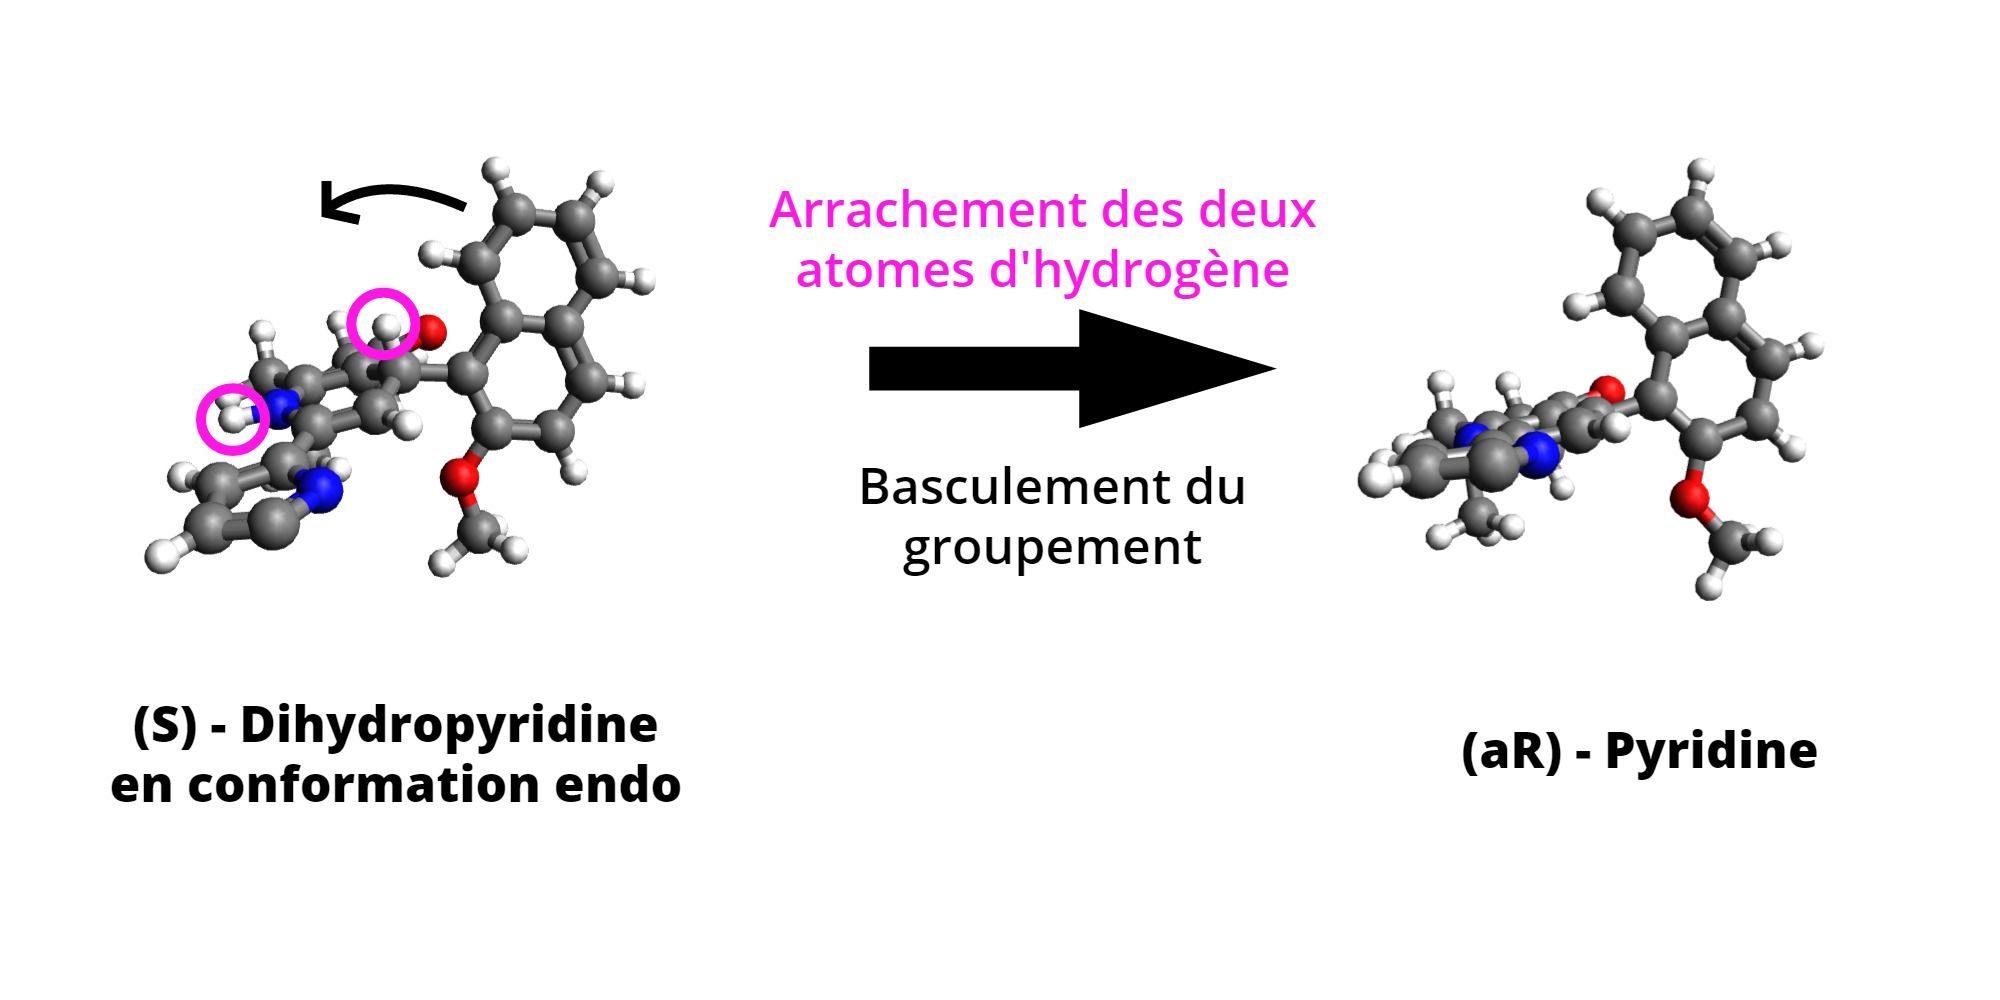 Arrachement des deux
atomes d'hydrogène
Basculement du
groupement
(S) - Dihydropyridine
en conformation endo
(aR) - Pyridine